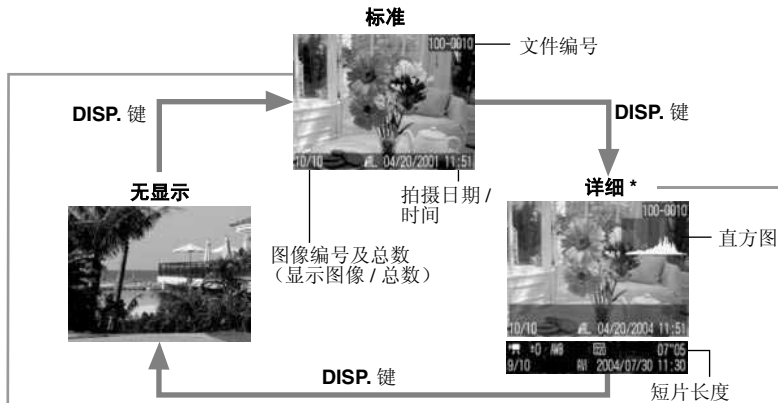 标准
100-0010
文件编号
DISP. 键
DISP. 键
10/10 L 04/20/2001 11:51
无显示
拍摄日期 /
时间
详细 *
100-0010
图像编号及总数
（显示图像 / 总数）
直方图
10/10 L 04/20/2004 11:51
±0 AWB 07"05
9/10 AVI 2004/07/30 11:30
DISP. 键
短片长度